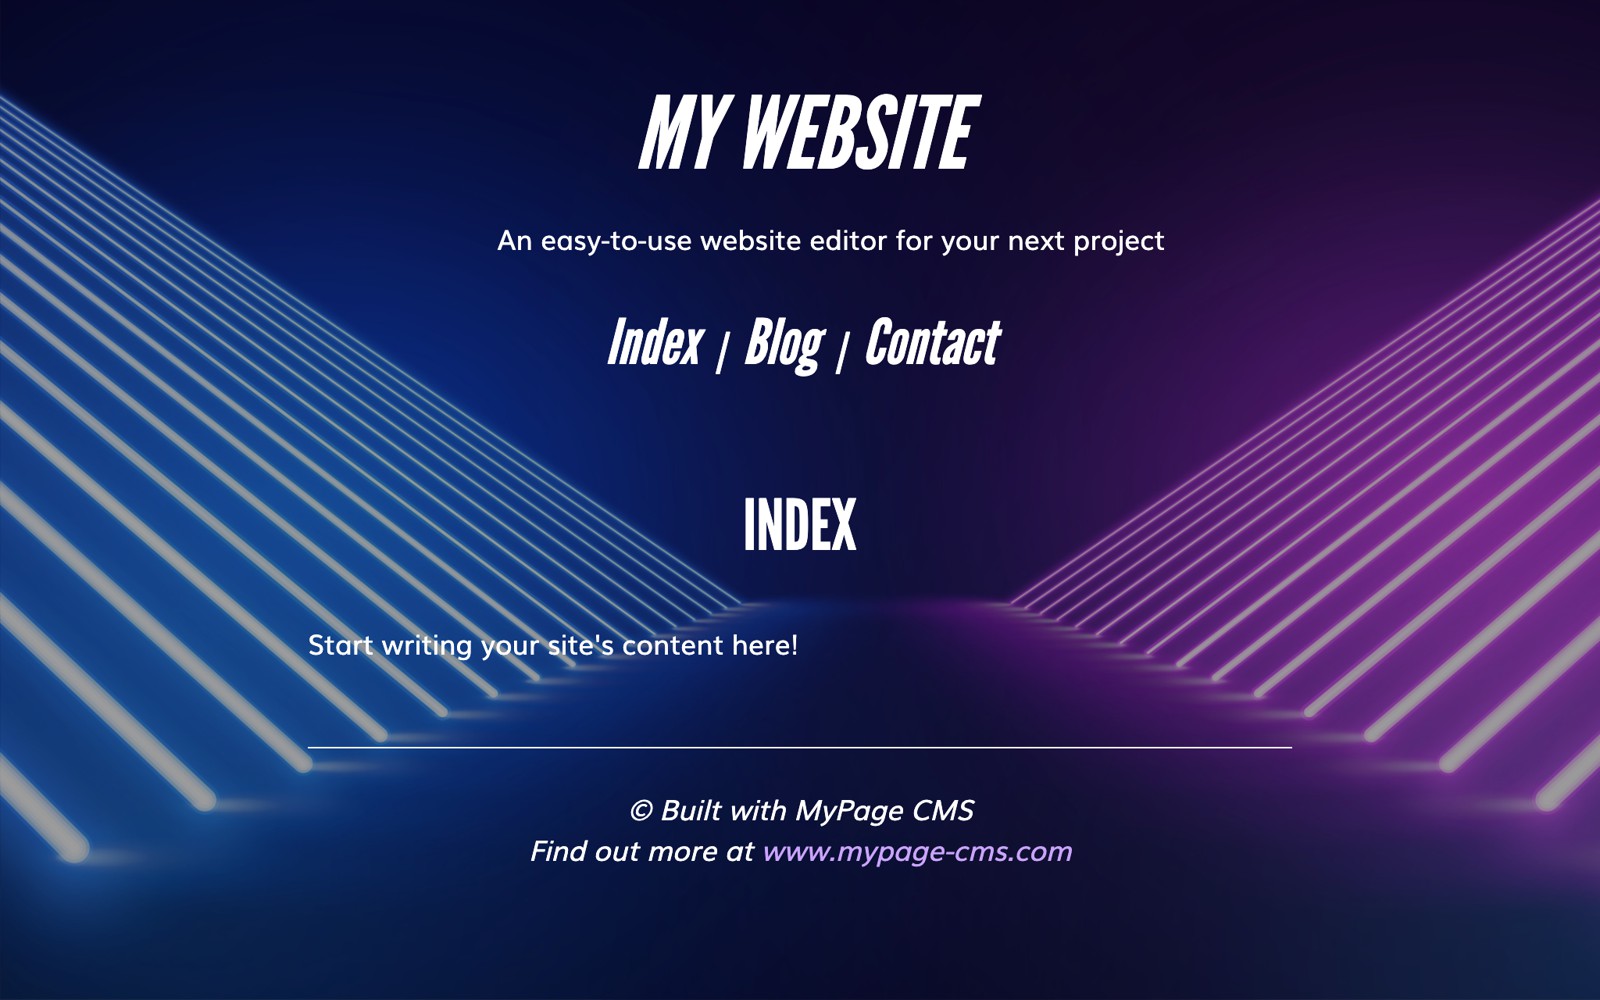 MY WEBSITE
An easy-to-use website editor for your next project
Index | Blog | Contact
INDEX
Start writing your site's content here!
© Built with MyPage CMS
Find out more at www.mypage-cms.com